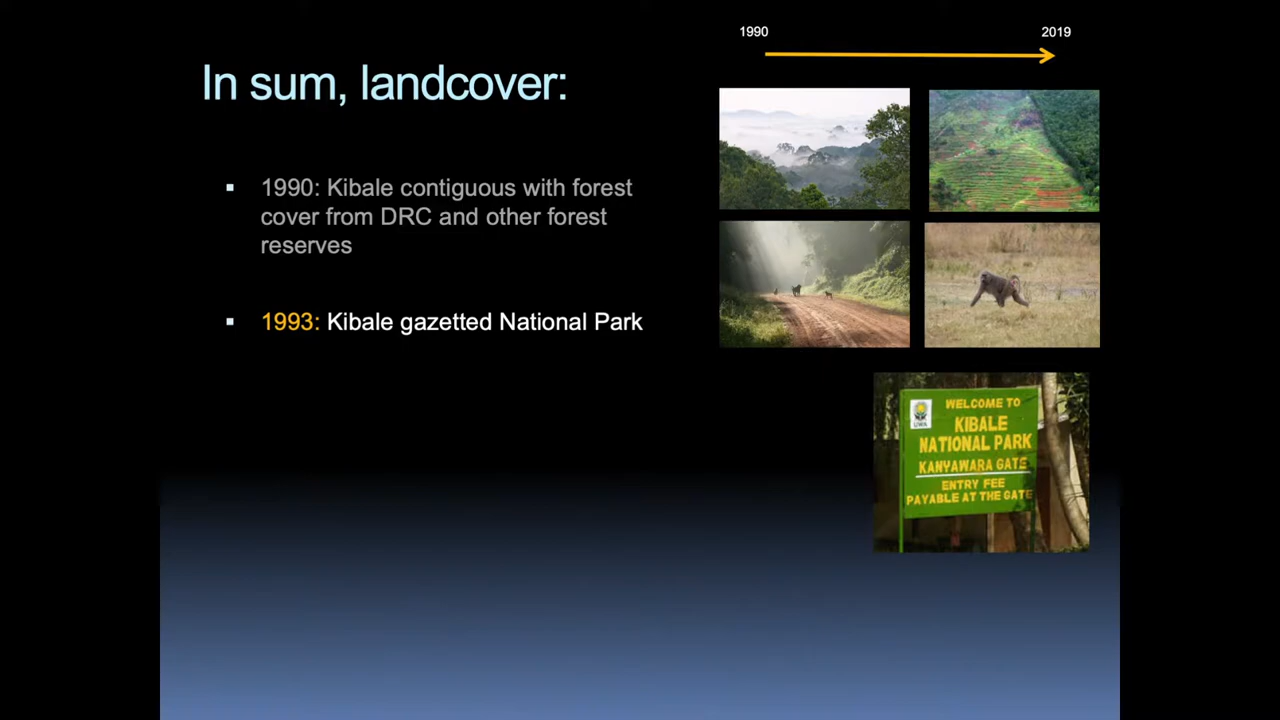 1990
2019
In sum, landcover:
1990: Kibale contiguous with forest
cover from DRC and other forest
reserves
1993: Kibale gazetted National Park
WELCOME TO
KIBALE
NATIONAL PARK
KANYAWARA GATE
ENTRY FEE
PAYABLE AT THE GATE
UWA